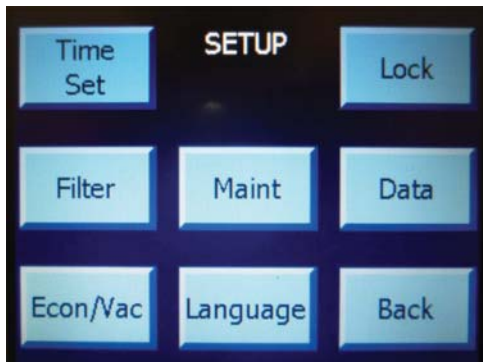 Time
Set
SETUP
Lock
Filter
Maint
Data
Econ/Vac
Language
Back